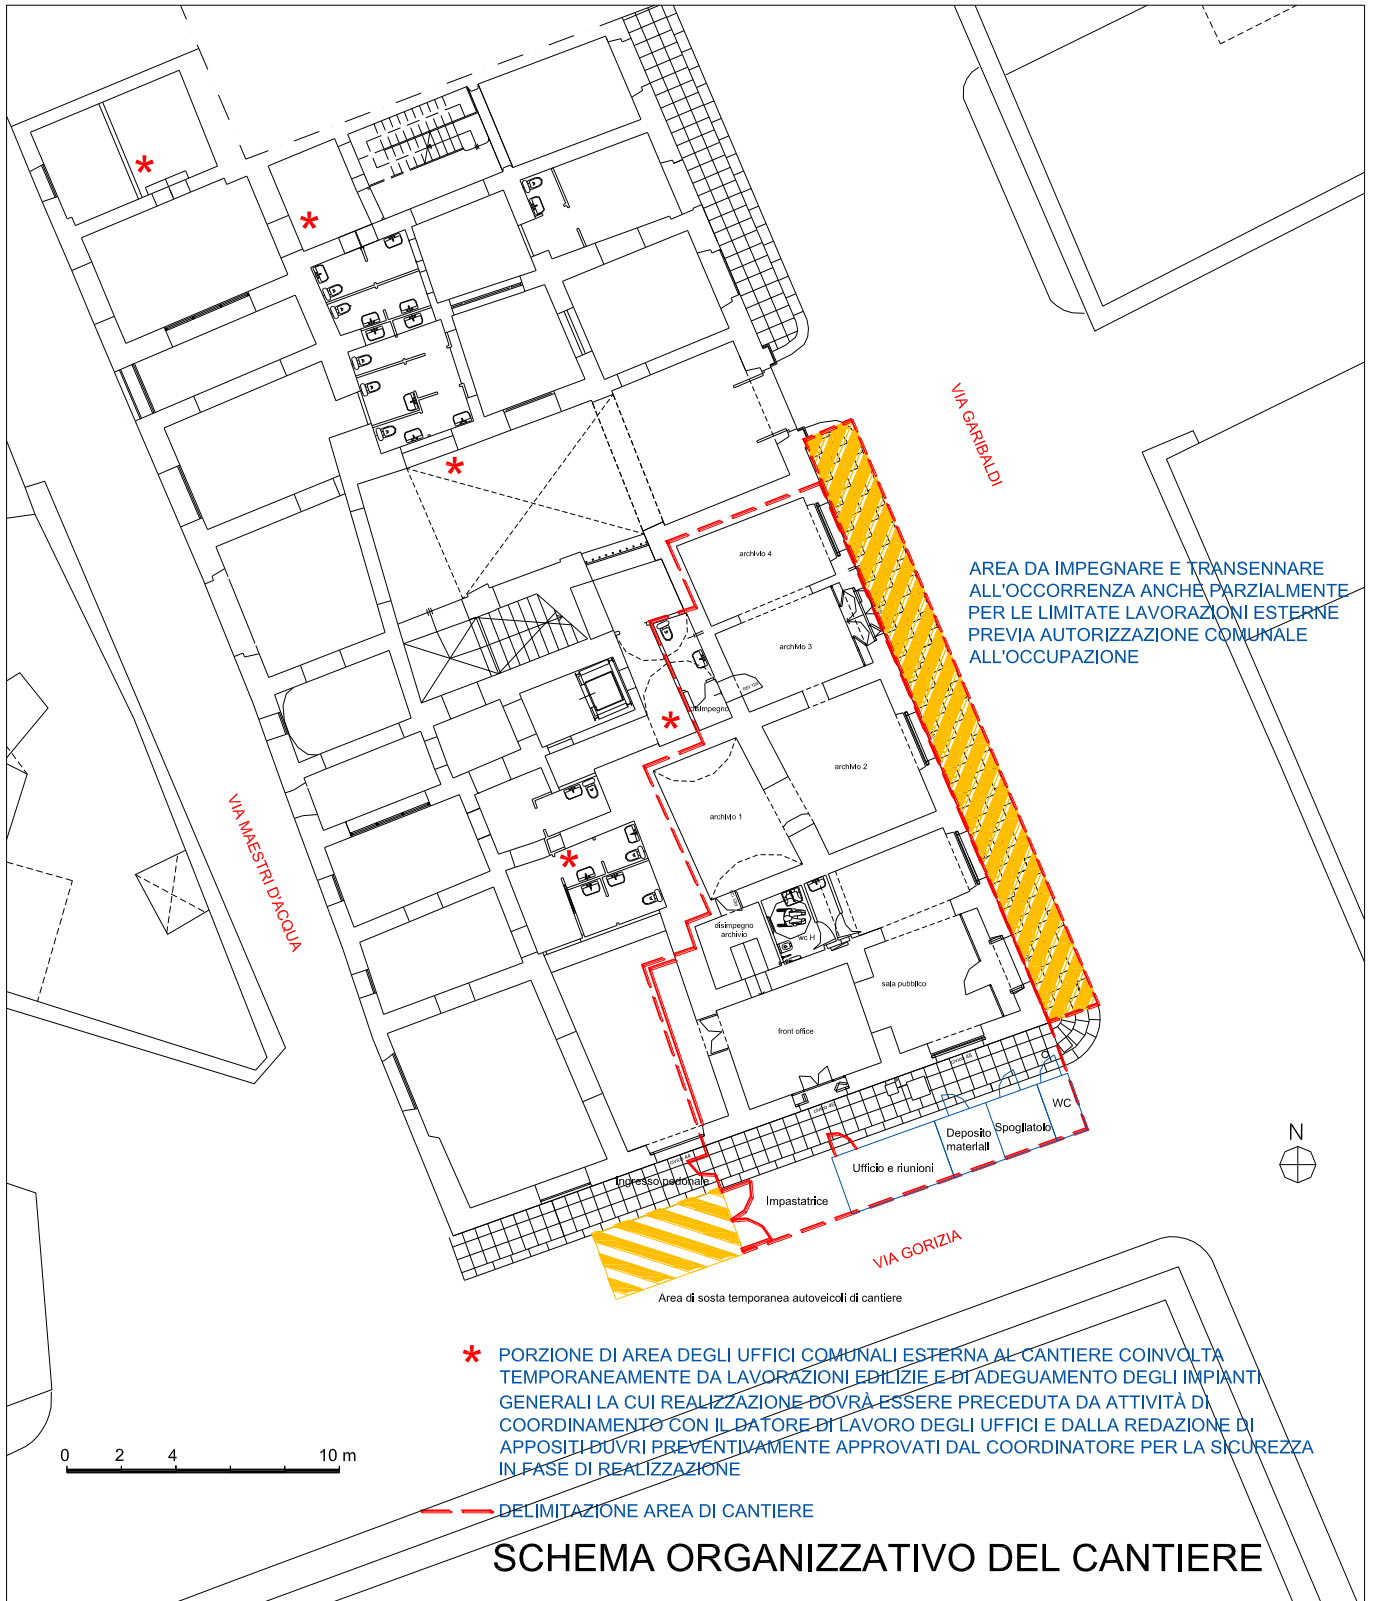 VIA GARIBALDI
AREA DA IMPEGNARE E TRANSENNARE
ALL'OCCORRENZA ANCHE PARZIALMENTE
PER LE LIMITATE LAVORAZIONI ESTERNE
PREVIA AUTORIZZAZIONE COMUNALE
ALL'OCCUPAZIONE
archivio 4
archivio 3
disimpegno
archivio 2
archivio 1
VIA MAESTRI D'ACQUA
disimpegno
archivio
wc H
sala pubblico
front office
civico 48
civico 46
civico 44
WC
Spogliatoio
Deposito
materiali
Ufficio e riunioni
Ingresso pedonale
Impastatrice
N
VIA GORIZIA
Area di sosta temporanea autoveicoli di cantiere
* PORZIONE DI AREA DEGLI UFFICI COMUNALI ESTERNA AL CANTIERE COINVOLTA
TEMPORANEAMENTE DA LAVORAZIONI EDILIZIE E DI ADEGUAMENTO DEGLI IMPIANTI
GENERALI LA CUI REALIZZAZIONE DOVRÀ ESSERE PRECEDUTA DA ATTIVITÀ DI
COORDINAMENTO CON IL DATORE DI LAVORO DEGLI UFFICI E DALLA REDAZIONE DI
APPOSITI DUVRI PREVENTIVAMENTE APPROVATI DAL COORDINATORE PER LA SICUREZZA
IN FASE DI REALIZZAZIONE
0 2 4 10 m
DELIMITAZIONE AREA DI CANTIERE
SCHEMA ORGANIZZATIVO DEL CANTIERE